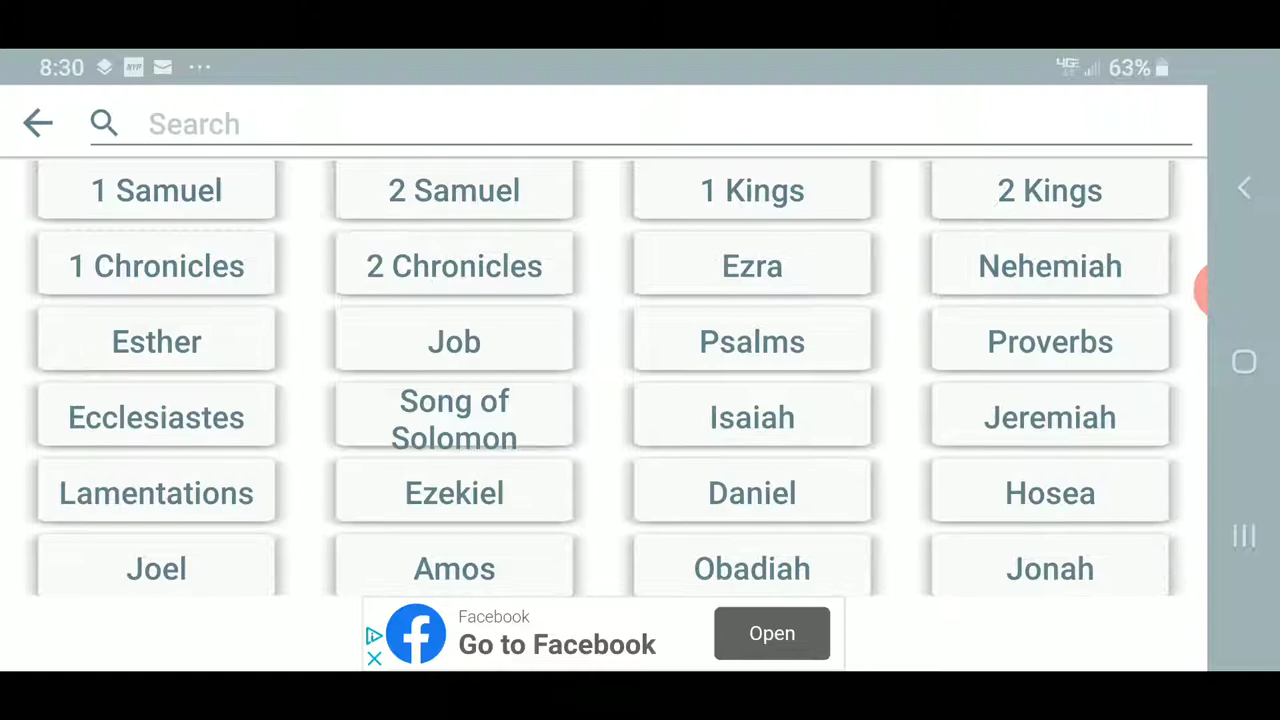 8:30 NYP ... 4GE 63%
Search
1 Samuel 2 Samuel 1 Kings 2 Kings
1 Chronicles 2 Chronicles Ezra Nehemiah
Esther Job Psalms Proverbs
Ecclesiastes Song of Solomon Isaiah Jeremiah
Lamentations Ezekiel Daniel Hosea
Joel Amos Obadiah Jonah
Facebook
Go to Facebook Open